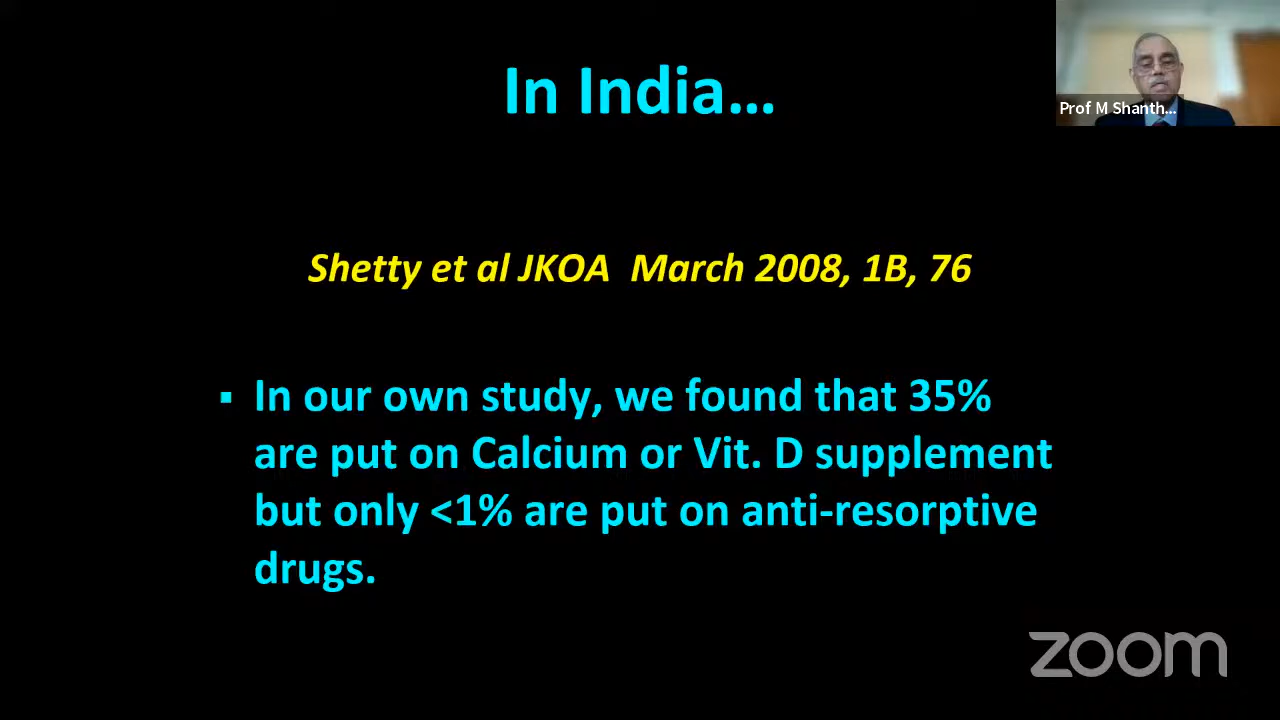 In India…
Prof M Shanth...
Shetty et al JKOA March 2008, 1B, 76
▪ In our own study, we found that 35%
are put on Calcium or Vit. D supplement
but only <1% are put on anti-resorptive
drugs.
zoom